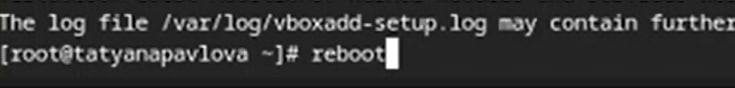 The log file /var/log/vboxadd-setup.log may contain further
[root@tatyanapavlova ~]# reboot